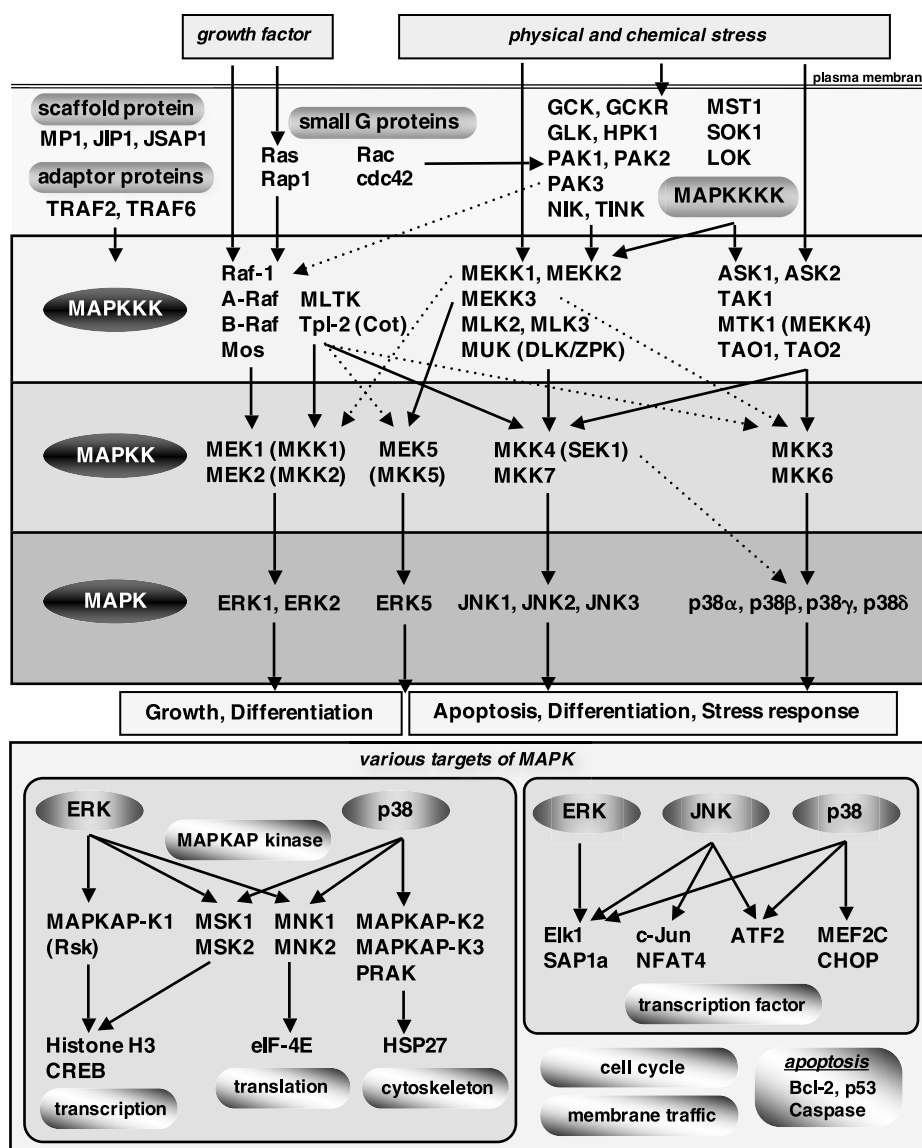 growth factor
physical and chemical stress
plasma membran
scaffold protein
MP1, JIP1, JSAP1
adaptor proteins
TRAF2, TRAF6
small G proteins
Ras
Rap1
Rac
cdc42
GCK, GCKR
GLK, HPK1
PAK1, PAK2
PAK3
NIK, TINK
MST1
SOK1
LOK
MAPKKKK
MAPKKK
Raf-1
A-Raf
B-Raf
Mos
MLTK
Tpl-2 (Cot)
MEKK1, MEKK2
MEKK3
MLK2, MLK3
MUK (DLK/ZPK)
ASK1, ASK2
TAK1
MTK1 (MEKK4)
TAO1, TAO2
MAPKK
MEK1 (MKK1)
MEK2 (MKK2)
MEK5
(MKK5)
MKK4 (SEK1)
MKK7
MKK3
MKK6
MAPK
ERK1, ERK2
ERK5
JNK1, JNK2, JNK3
p38α, p38β, p38γ, p38δ
Growth, Differentiation
Apoptosis, Differentiation, Stress response
various targets of MAPK
ERK
p38
MAPKAP kinase
MAPKAP-K1
(Rsk)
MSK1
MSK2
MNK1
MNK2
MAPKAP-K2
MAPKAP-K3
PRAK
Histone H3
CREB
eIF-4E
HSP27
transcription
translation
cytoskeleton
ERK
JNK
p38
Elk1
SAP1a
c-Jun
NFAT4
ATF2
MEF2C
CHOP
transcription factor
cell cycle
membrane traffic
apoptosis
Bcl-2, p53
Caspase